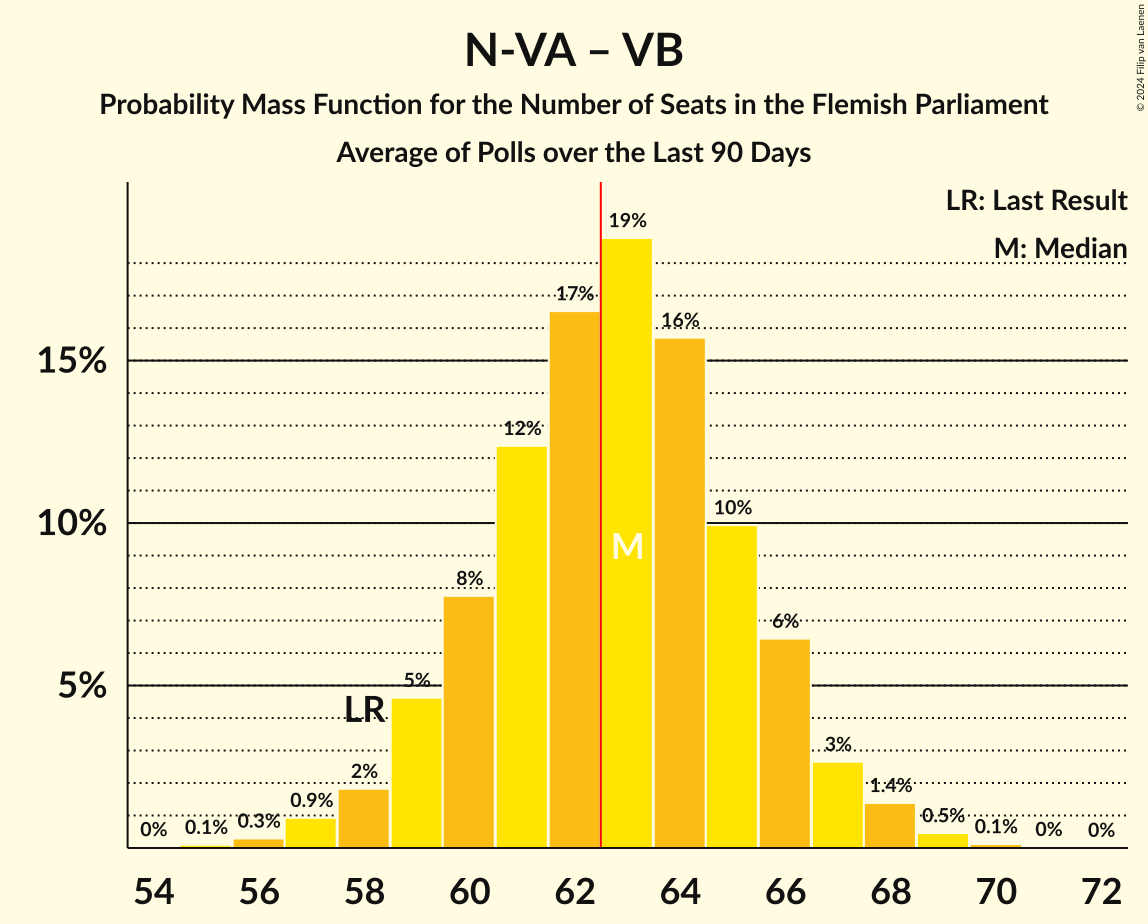 N-VA – VB
Probability Mass Function for the Number of Seats in the Flemish Parliament
Average of Polls over the Last 90 Days
© 2024 Filip van Laenen
LR: Last Result
M: Median
15%
10%
5%
0%
0.1%
0.3%
0.9%
2%
5%
8%
12%
17%
19%
16%
10%
6%
3%
1.4%
0.5%
0.1%
0%
0%
LR
M
54 56 58 60 62 64 66 68 70 72